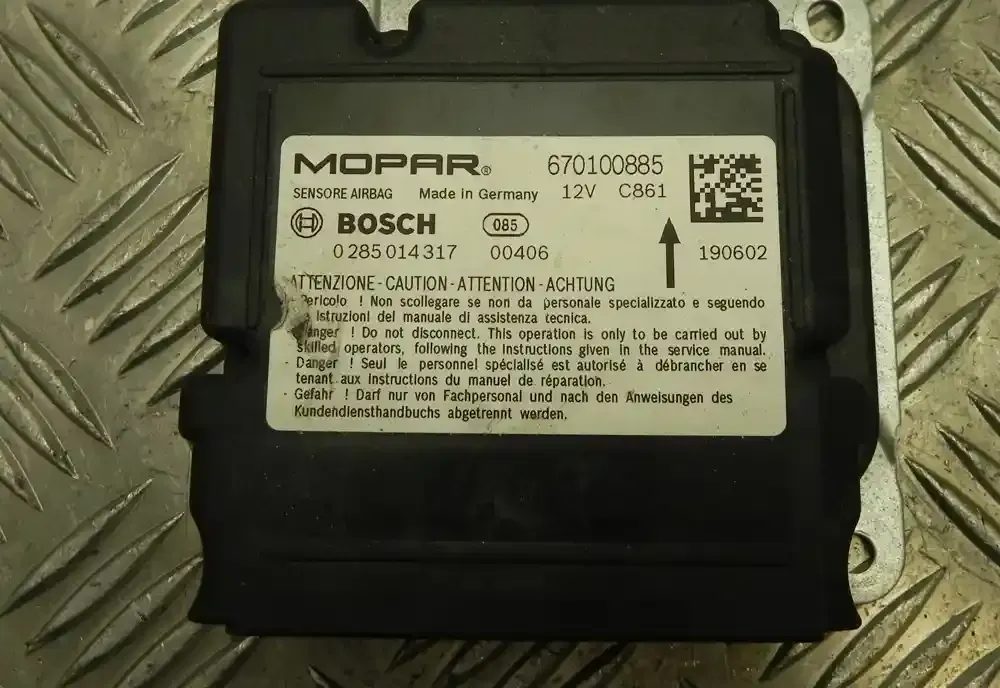 MOPAR® 670100885
SENSORE AIRBAG Made in Germany 12V C861
BOSCH 085
0 285 014 317 00406 190602
ATTENZIONE - CAUTION - ATTENTION - ACHTUNG
Pericolo ! Non scollegare se non da personale specializzato e seguendo
istruzioni del manuale di assistenza tecnica.
Danger ! Do not disconnect. This operation is only to be carried out by
skilled operators, following the instructions given in the service manual.
Danger ! Seul le personnel spécialisé est autorisé à débrancher en se
tenant aux instructions du manuel de réparation.
Gefahr ! Darf nur von Fachpersonal und nach den Anweisungen des
Kundendiensthandbuchs abgetrennt werden.